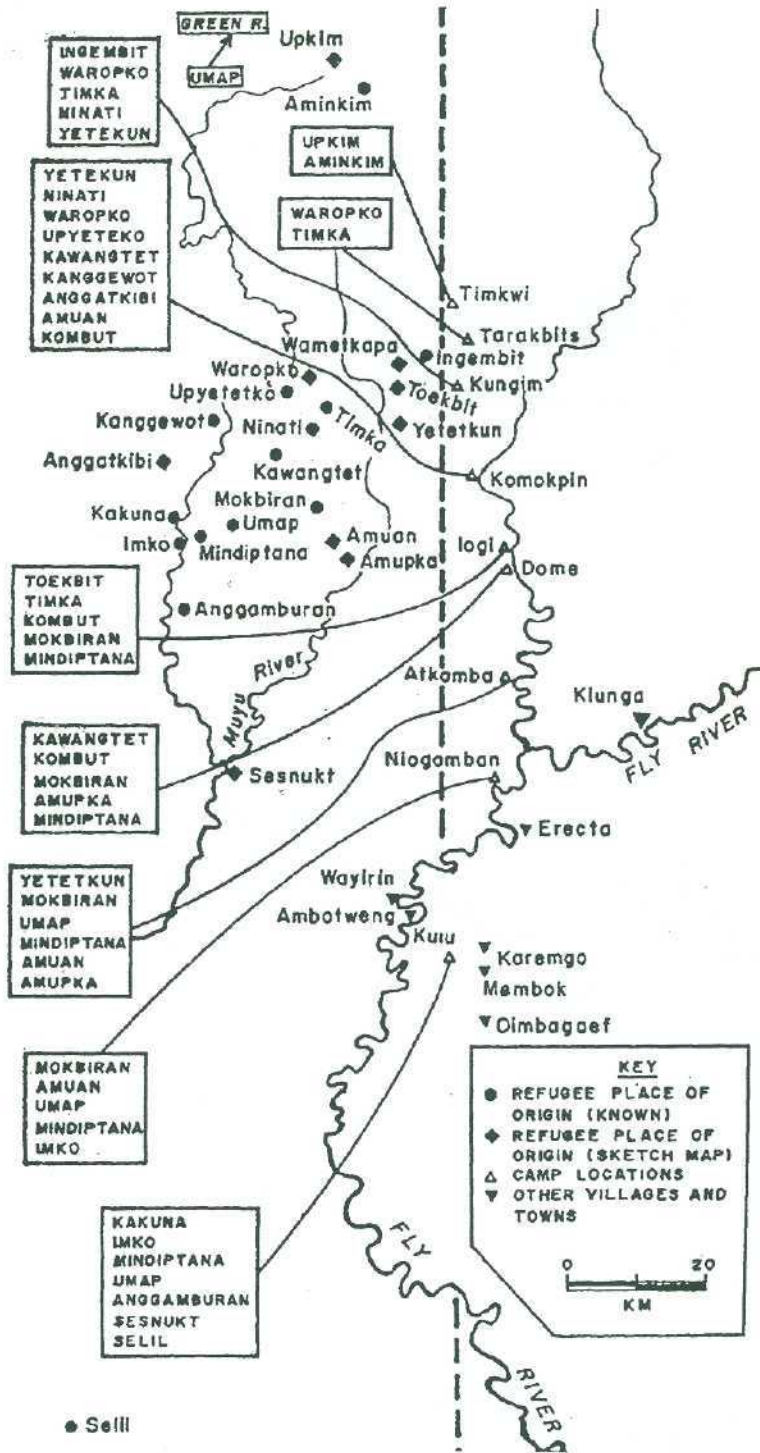 GREEN R.
UMAP
Upkim
Aminkim
INGEMBIT
WAROPKO
TIMKA
MINATI
YETEKUN
UPKIM
AMINKIM
YETEKUN
NINATI
WAROPKO
UPYETEKO
KAWANGTET
KANGGEWOT
ANGGATKIBI
AMUAN
KOMBUT
WAROPKO
TIMKA
Timkwi
Tarakbits
Wametkapa
Ingembit
Waropko
Toekbit
Kungim
Upyetetko
Timka
Kanggewot
Ninati
Yetetkun
Anggatkibi
Kawangtet
Komokpin
Mokbiran
Kakuna
Umap
Imko
Mindiptana
Amuan
Amupka
Iogi
Dome
TOEKBIT
TIMKA
KOMBUT
MOKBIRAN
MINDIPTANA
Anggamburan
Muyu River
Atkamba
Kiunga
FLY RIVER
KAWANGTET
KOMBUT
MOKBIRAN
AMUPKA
MINDIPTANA
Sesnukt
Niogamban
Erecta
YETETKUN
MOKBIRAN
UMAP
MINDIPTANA
AMUAN
AMUPKA
Wayirin
Ambotweng
Kuiu
Karemgo
Membok
Oimbagaef
MOKBIRAN
AMUAN
UMAP
MINDIPTANA
IMKO
KEY
REFUGEE PLACE OF
ORIGIN (KNOWN)
REFUGEE PLACE OF
ORIGIN (SKETCH MAP)
CAMP LOCATIONS
OTHER VILLAGES AND
TOWNS
0 20
KM
KAKUNA
IMKO
MINDIPTANA
UMAP
ANGGAMBURAN
SESNUKT
SELIL
FLY
RIVER
Selil